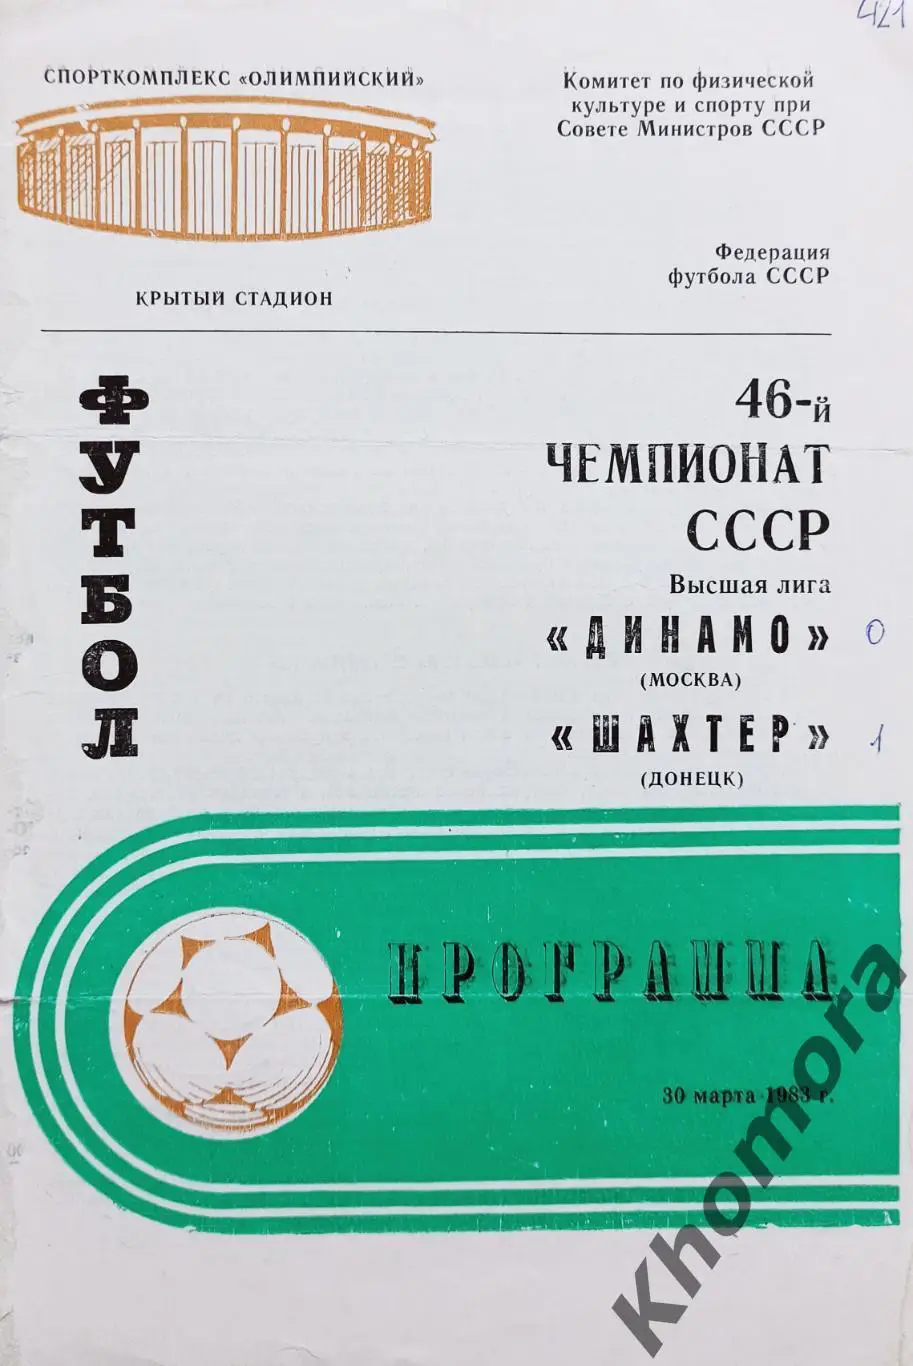 421
СПОРТКОМПЛЕКС «ОЛИМПИЙСКИЙ»
КРЫТЫЙ СТАДИОН
Комитет по физической
культуре и спорту при
Совете Министров СССР
Федерация
футбола СССР
ФУТБОЛ
46-й
ЧЕМПИОНАТ
СССР
Высшая лига
«ДИНАМО» 0
(МОСКВА)
«ШАХТЕР» 1
(ДОНЕЦК)
ПРОГРАММА
30 марта 1983 г.
Khomora